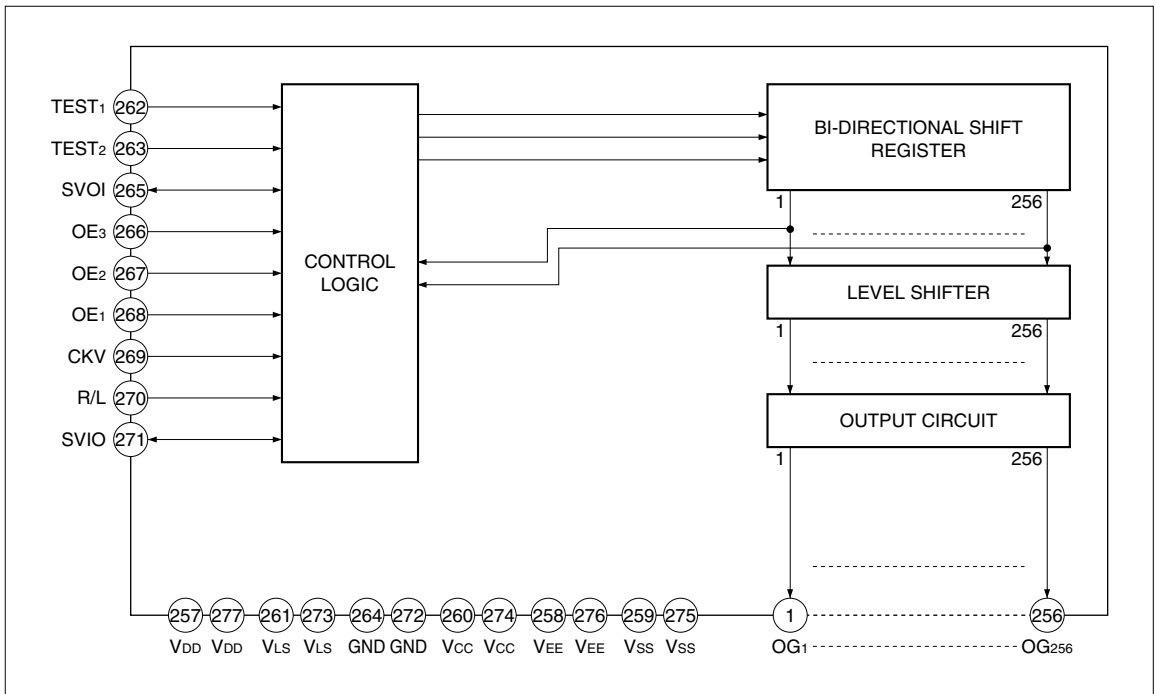 TEST1 262
TEST2 263
SVOI 265
OE3 266
OE2 267
OE1 268
CKV 269
R/L 270
SVIO 271
CONTROL
LOGIC
BI-DIRECTIONAL SHIFT
REGISTER
1 256
LEVEL SHIFTER
1 256
OUTPUT CIRCUIT
1 256
257 277 261 273 264 272 260 274 258 276 259 275 1 256
VDD VDD VLS VLS GND GND VCC VCC VEE VEE VSS VSS OG1 OG256